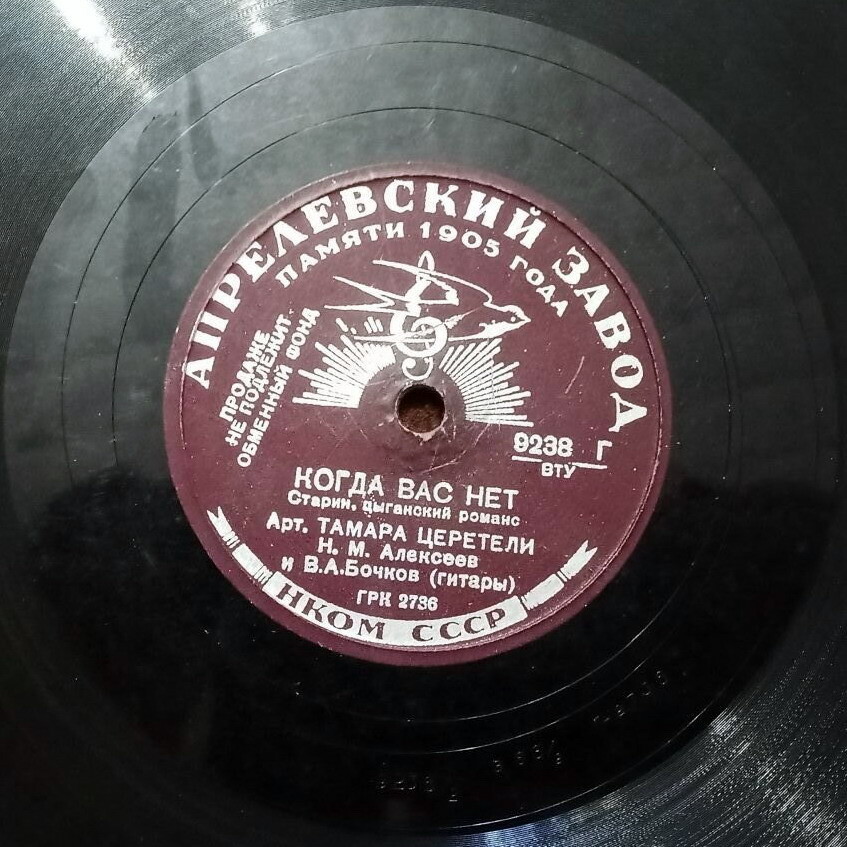 АПРЕЛЕВСКИЙ ЗАВОД
ПАМЯТИ 1905 ГОДА
ПРОДАЖЕ
НЕ ПОДЛЕЖИТ.
ОБМЕННЫЙ ФОНД
9238 Г
ВТУ
КОГДА ВАС НЕТ
Старин. цыганский романс
Арт. ТАМАРА ЦЕРЕТЕЛИ
Н. М. Алексеев
и В.А.Бочков (гитары)
ГРК 2736
НКОМ СССР